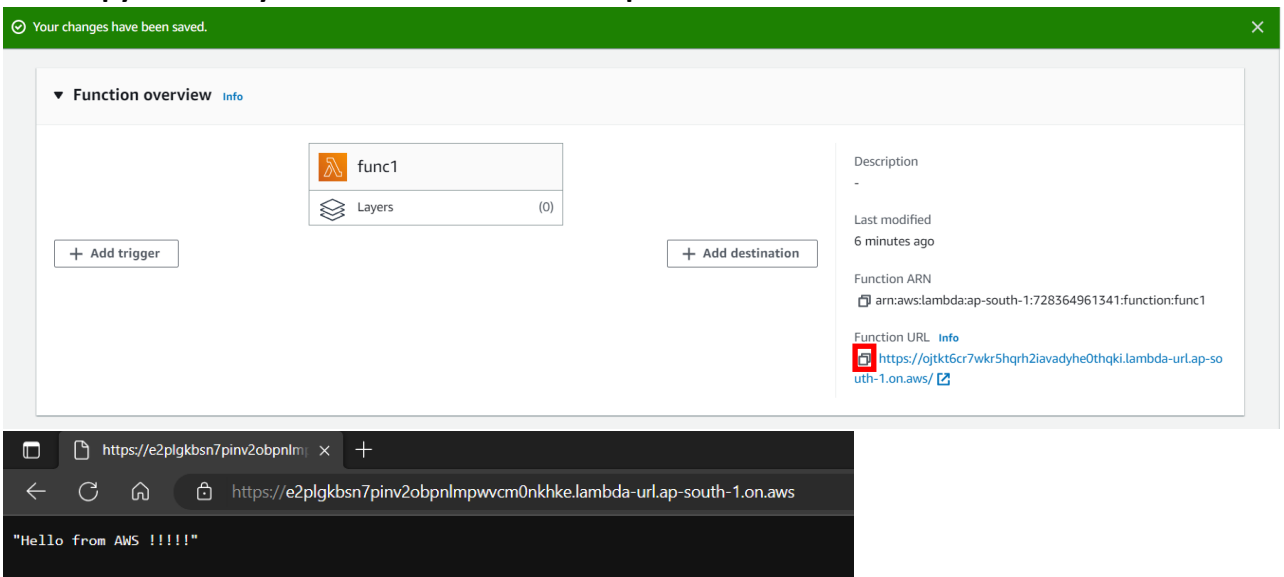 Your changes have been saved.
Function overview Info
func1
Layers (0)
+ Add trigger
+ Add destination
Description
-
Last modified
6 minutes ago
Function ARN
arn:aws:lambda:ap-south-1:728364961341:function:func1
Function URL Info
https://ojtkt6cr7wkr5hqrh2iavadyhe0thqki.lambda-url.ap-so
uth-1.on.aws/
https://e2plgkbsn7pinv2obpnlm
https://e2plgkbsn7pinv2obpnlmpwvcm0nkhke.lambda-url.ap-south-1.on.aws
"Hello from AWS !!!!!"